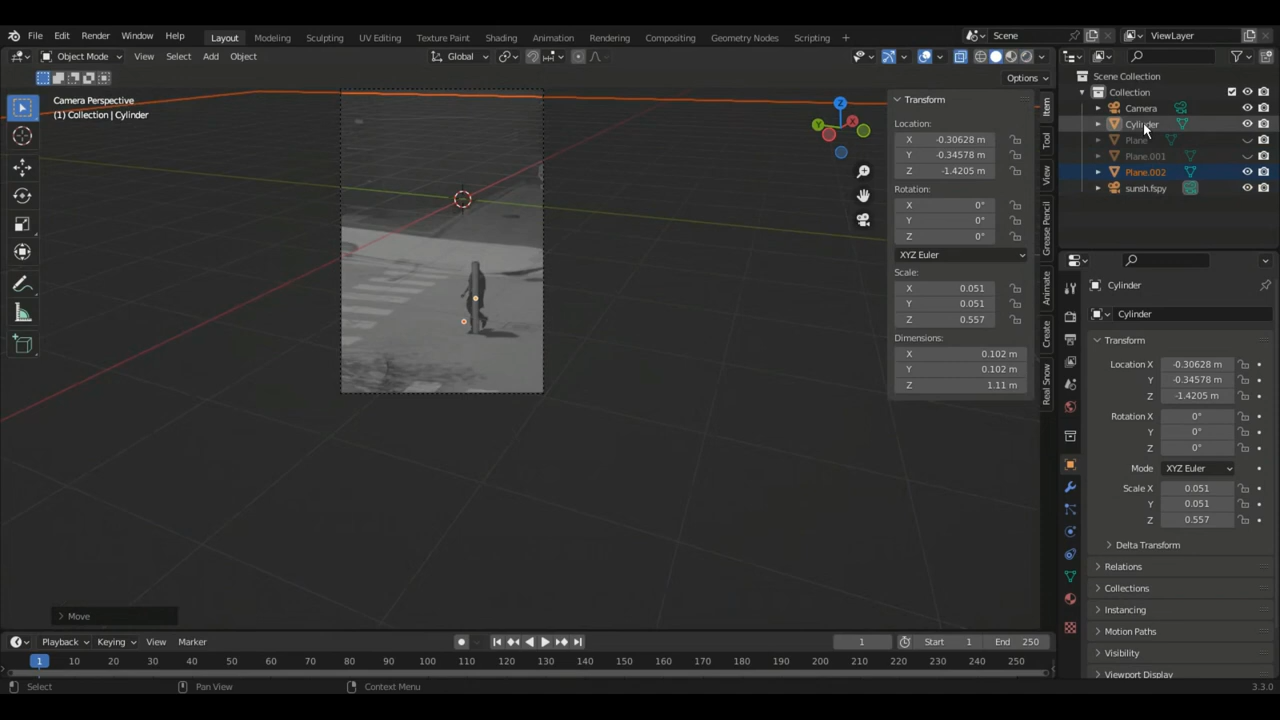 File Edit Render Window Help Layout Modeling Sculpting UV Editing Texture Paint Shading Animation Rendering Compositing Geometry Nodes Scripting + Scene ViewLayer
Object Mode View Select Add Object Global
Options
Camera Perspective
(1) Collection | Cylinder
Z
Y
X
Transform
Location:
X -0.30628 m
Y -0.34578 m
Z -1.4205 m
Rotation:
X 0°
Y 0°
Z 0°
XYZ Euler
Scale:
X 0.051
Y 0.051
Z 0.557
Dimensions:
X 0.102 m
Y 0.102 m
Z 1.11 m
Item
Tool
View
Grease Pencil
Animate
Create
Real Snow
Scene Collection
Collection
Camera
Cylinder
Plane
Plane.001
Plane.002
sunsh.fspy
Cylinder
Cylinder
Transform
Location X -0.30628 m
Y -0.34578 m
Z -1.4205 m
Rotation X 0°
Y 0°
Z 0°
Mode XYZ Euler
Scale X 0.051
Y 0.051
Z 0.557
Delta Transform
Relations
Collections
Instancing
Motion Paths
Visibility
Viewport Display
Move
Playback Keying View Marker 1 Start 1 End 250
1 10 20 30 40 50 60 70 80 90 100 110 120 130 140 150 160 170 180 190 200 210 220 230 240 250
Select Pan View Context Menu 3.3.0